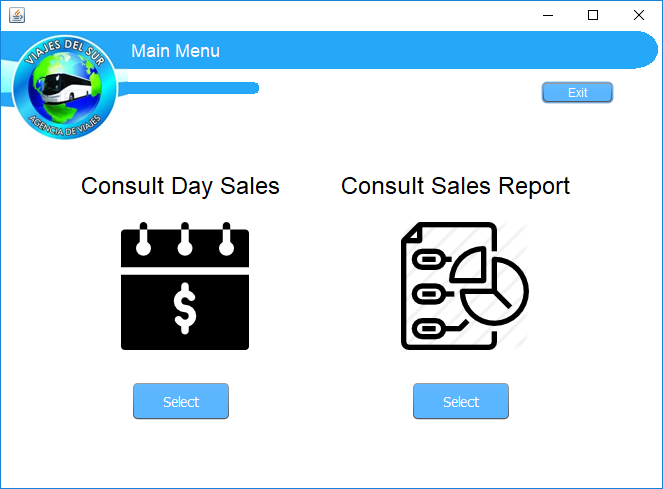 VIAJES DEL SUR
AGENCIA DE VIAJES
Main Menu
Exit
Consult Day Sales
Consult Sales Report
$
Select
Select